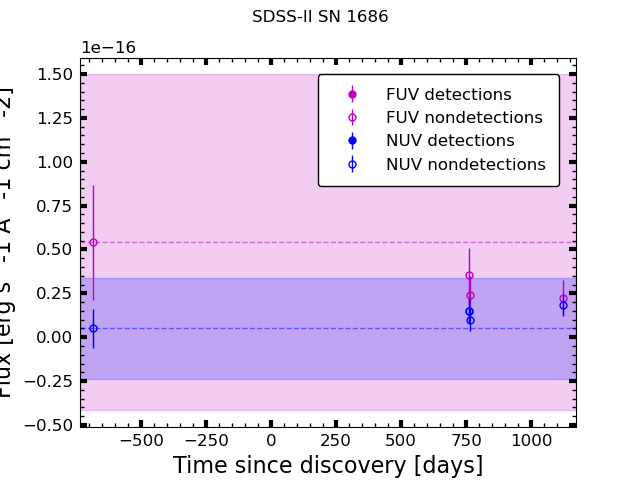 SDSS-II SN 1686
1e−16
FUV detections
FUV nondetections
NUV detections
NUV nondetections
1.50
1.25
1.00
0.75
0.50
0.25
0.00
−0.25
−0.50
Flux [erg s -1 A -1 cm -2]
−500 −250 0 250 500 750 1000
Time since discovery [days]